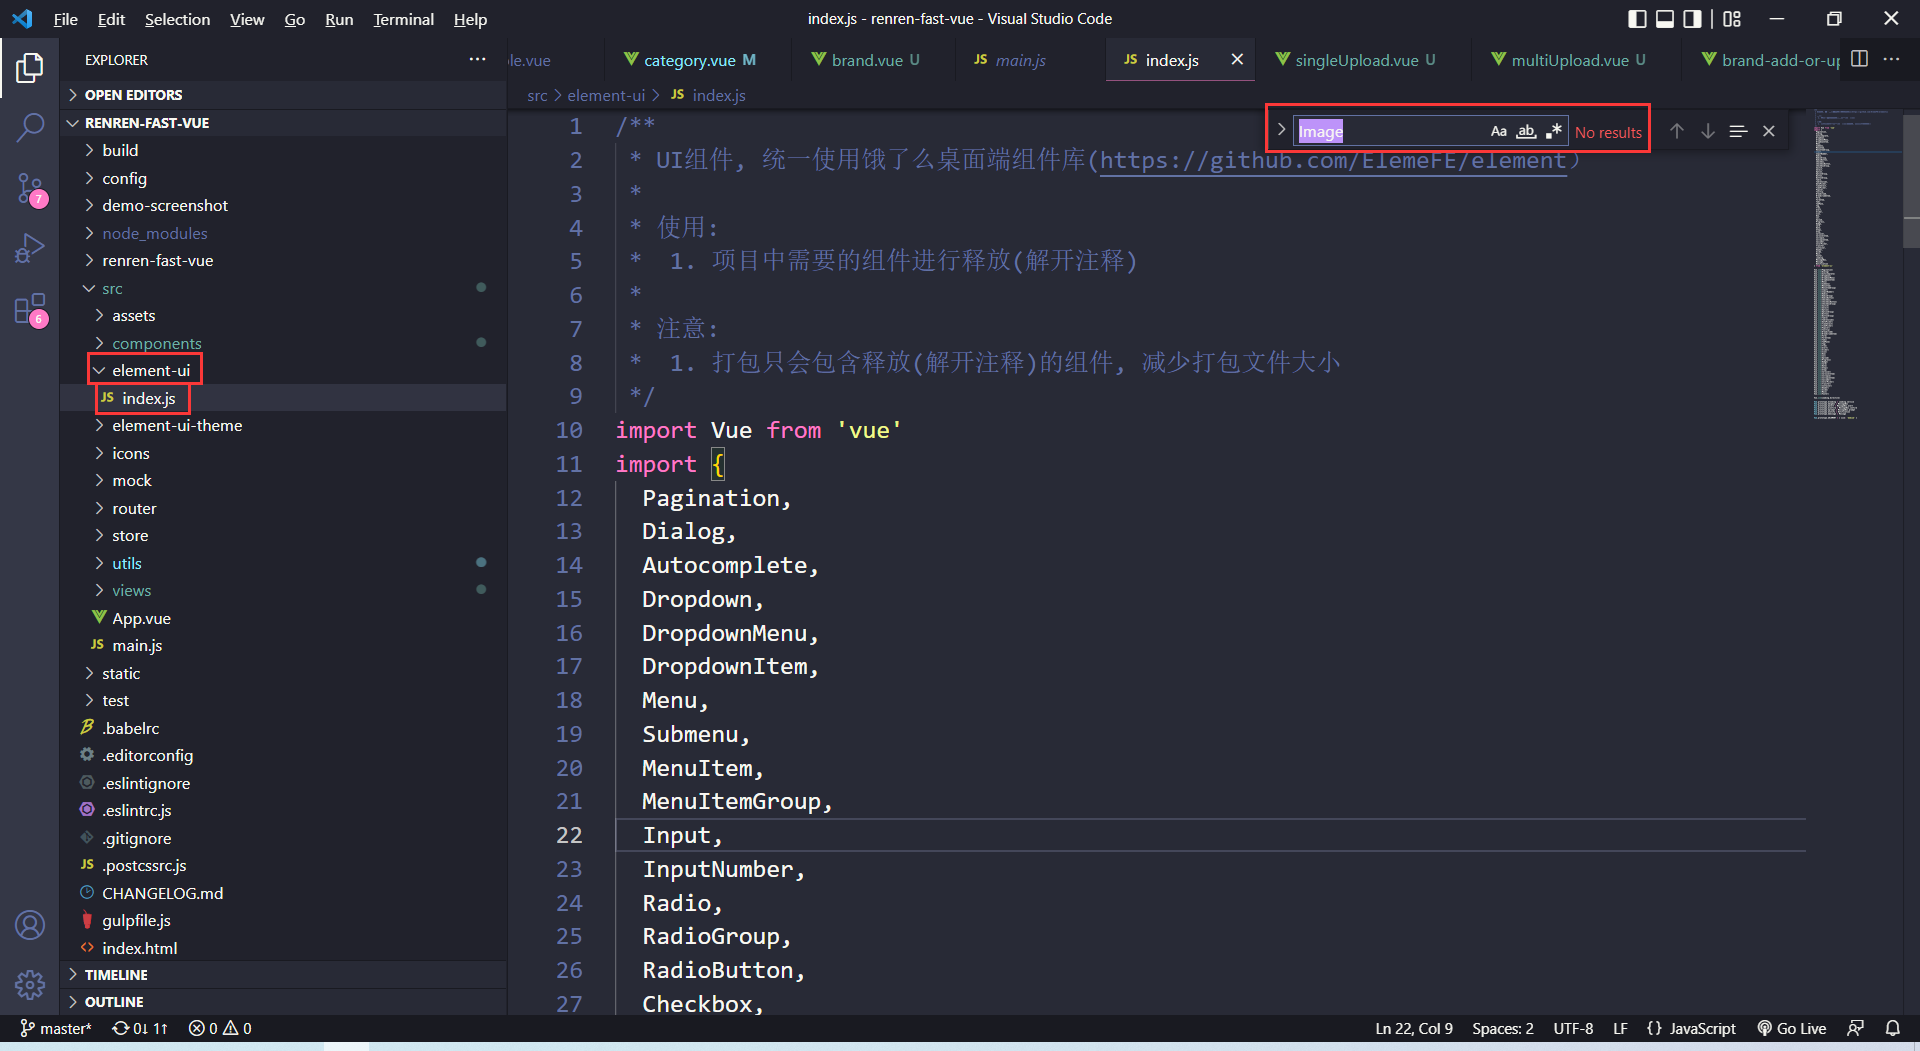 File Edit Selection View Go Run Terminal Help
index.js - renren-fast-vue - Visual Studio Code
EXPLORER
OPEN EDITORS
RENREN-FAST-VUE
build
config
demo-screenshot
node_modules
renren-fast-vue
src
assets
components
element-ui
JS index.js
element-ui-theme
icons
mock
router
store
utils
views
App.vue
JS main.js
static
test
.babelrc
.editorconfig
.eslintignore
.eslintrc.js
.gitignore
JS .postcssrc.js
CHANGELOG.md
gulpfile.js
index.html
TIMELINE
OUTLINE
7
6
le.vue
category.vue M
brand.vue U
JS main.js
JS index.js
singleUpload.vue U
multiUpload.vue U
brand-add-or-up
src > element-ui > JS index.js
Image Aa ab .* No results
1 /**
2 * UI组件, 统一使用饿了么桌面端组件库(https://github.com/ElemeFE/element)
3 *
4 * 使用:
5 * 1. 项目中需要的组件进行释放(解开注释)
6 *
7 * 注意:
8 * 1. 打包只会包含释放(解开注释)的组件, 减少打包文件大小
9 */
10 import Vue from 'vue'
11 import {
12 Pagination,
13 Dialog,
14 Autocomplete,
15 Dropdown,
16 DropdownMenu,
17 DropdownItem,
18 Menu,
19 Submenu,
20 MenuItem,
21 MenuItemGroup,
22 Input,
23 InputNumber,
24 Radio,
25 RadioGroup,
26 RadioButton,
27 Checkbox,
master* 0↓ 1↑ 0 0
Ln 22, Col 9 Spaces: 2 UTF-8 LF {} JavaScript Go Live